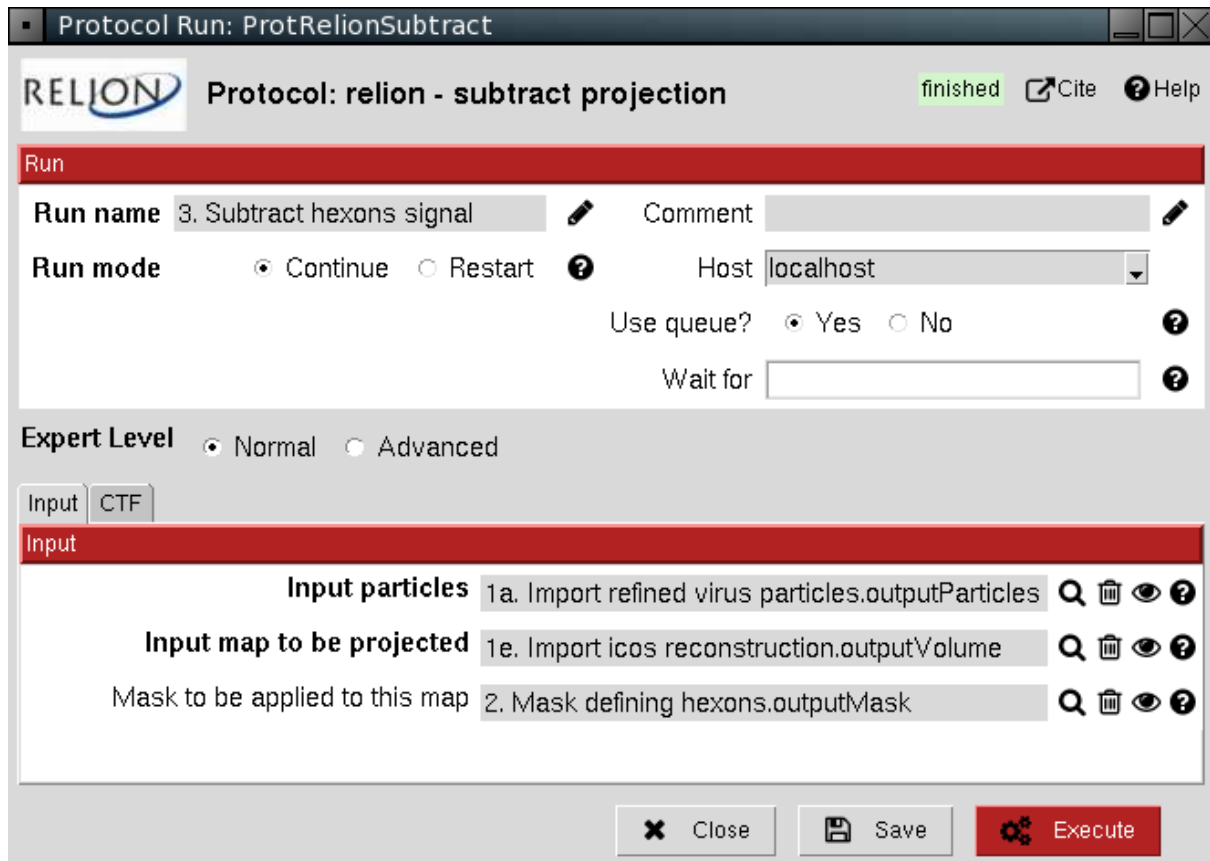 Protocol Run: ProtRelionSubtract
RELION Protocol: relion - subtract projection finished Cite Help
Run
Run name 3. Subtract hexons signal Comment
Run mode Continue Restart Host localhost
Use queue? Yes No
Wait for
Expert Level Normal Advanced
Input CTF
Input
Input particles 1a. Import refined virus particles.outputParticles
Input map to be projected 1e. Import icos reconstruction.outputVolume
Mask to be applied to this map 2. Mask defining hexons.outputMask
Close Save Execute